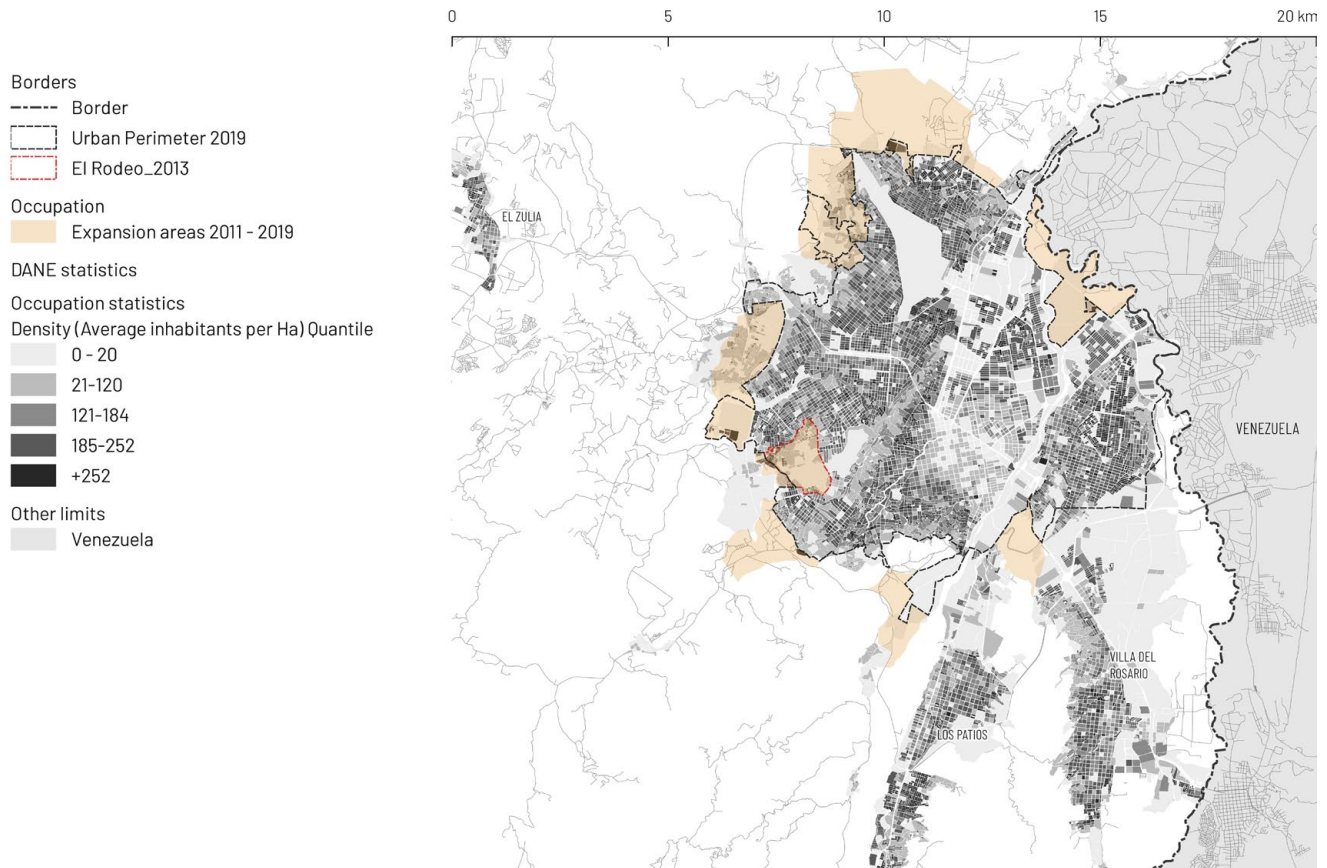 0 5 10 15 20 km
Borders
Border
Urban Perimeter 2019
El Rodeo_2013
Occupation
Expansion areas 2011 - 2019
DANE statistics
Occupation statistics
Density (Average inhabitants per Ha) Quantile
0 - 20
21-120
121-184
185-252
+252
Other limits
Venezuela
EL ZULIA
VENEZUELA
VILLA DEL
ROSARIO
LOS PATIOS